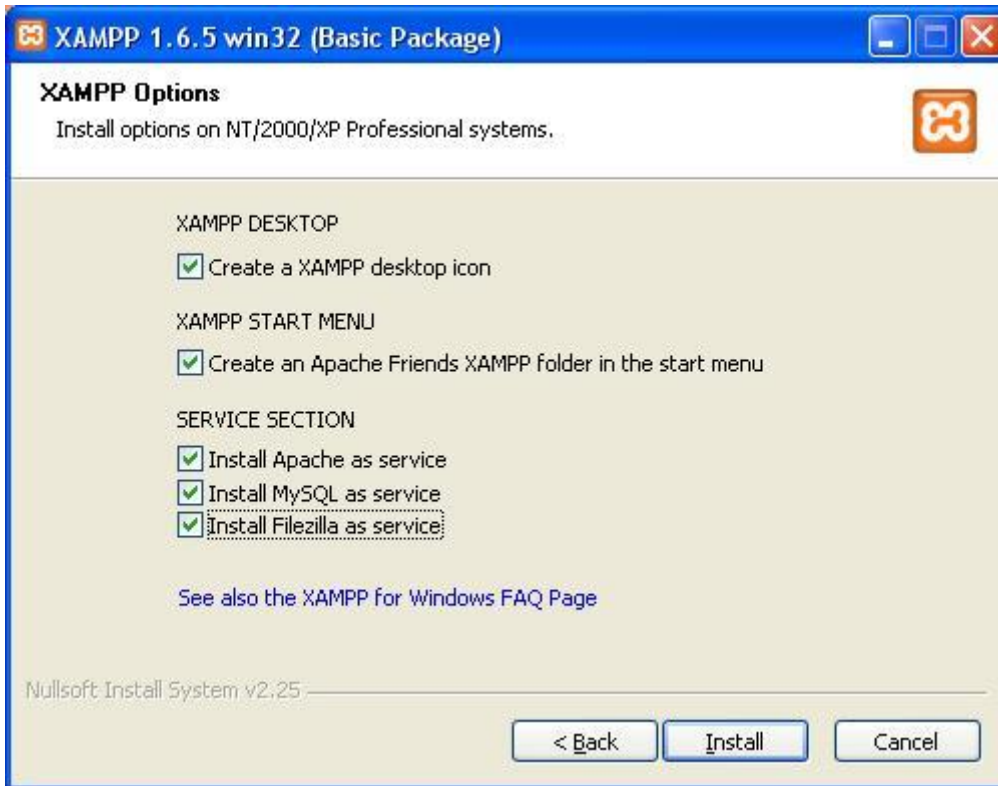 XAMPP 1.6.5 win32 (Basic Package)
XAMPP Options
Install options on NT/2000/XP Professional systems.
XAMPP DESKTOP
Create a XAMPP desktop icon
XAMPP START MENU
Create an Apache Friends XAMPP folder in the start menu
SERVICE SECTION
Install Apache as service
Install MySQL as service
Install Filezilla as service
See also the XAMPP for Windows FAQ Page
Nullsoft Install System v2.25
< Back
Install
Cancel